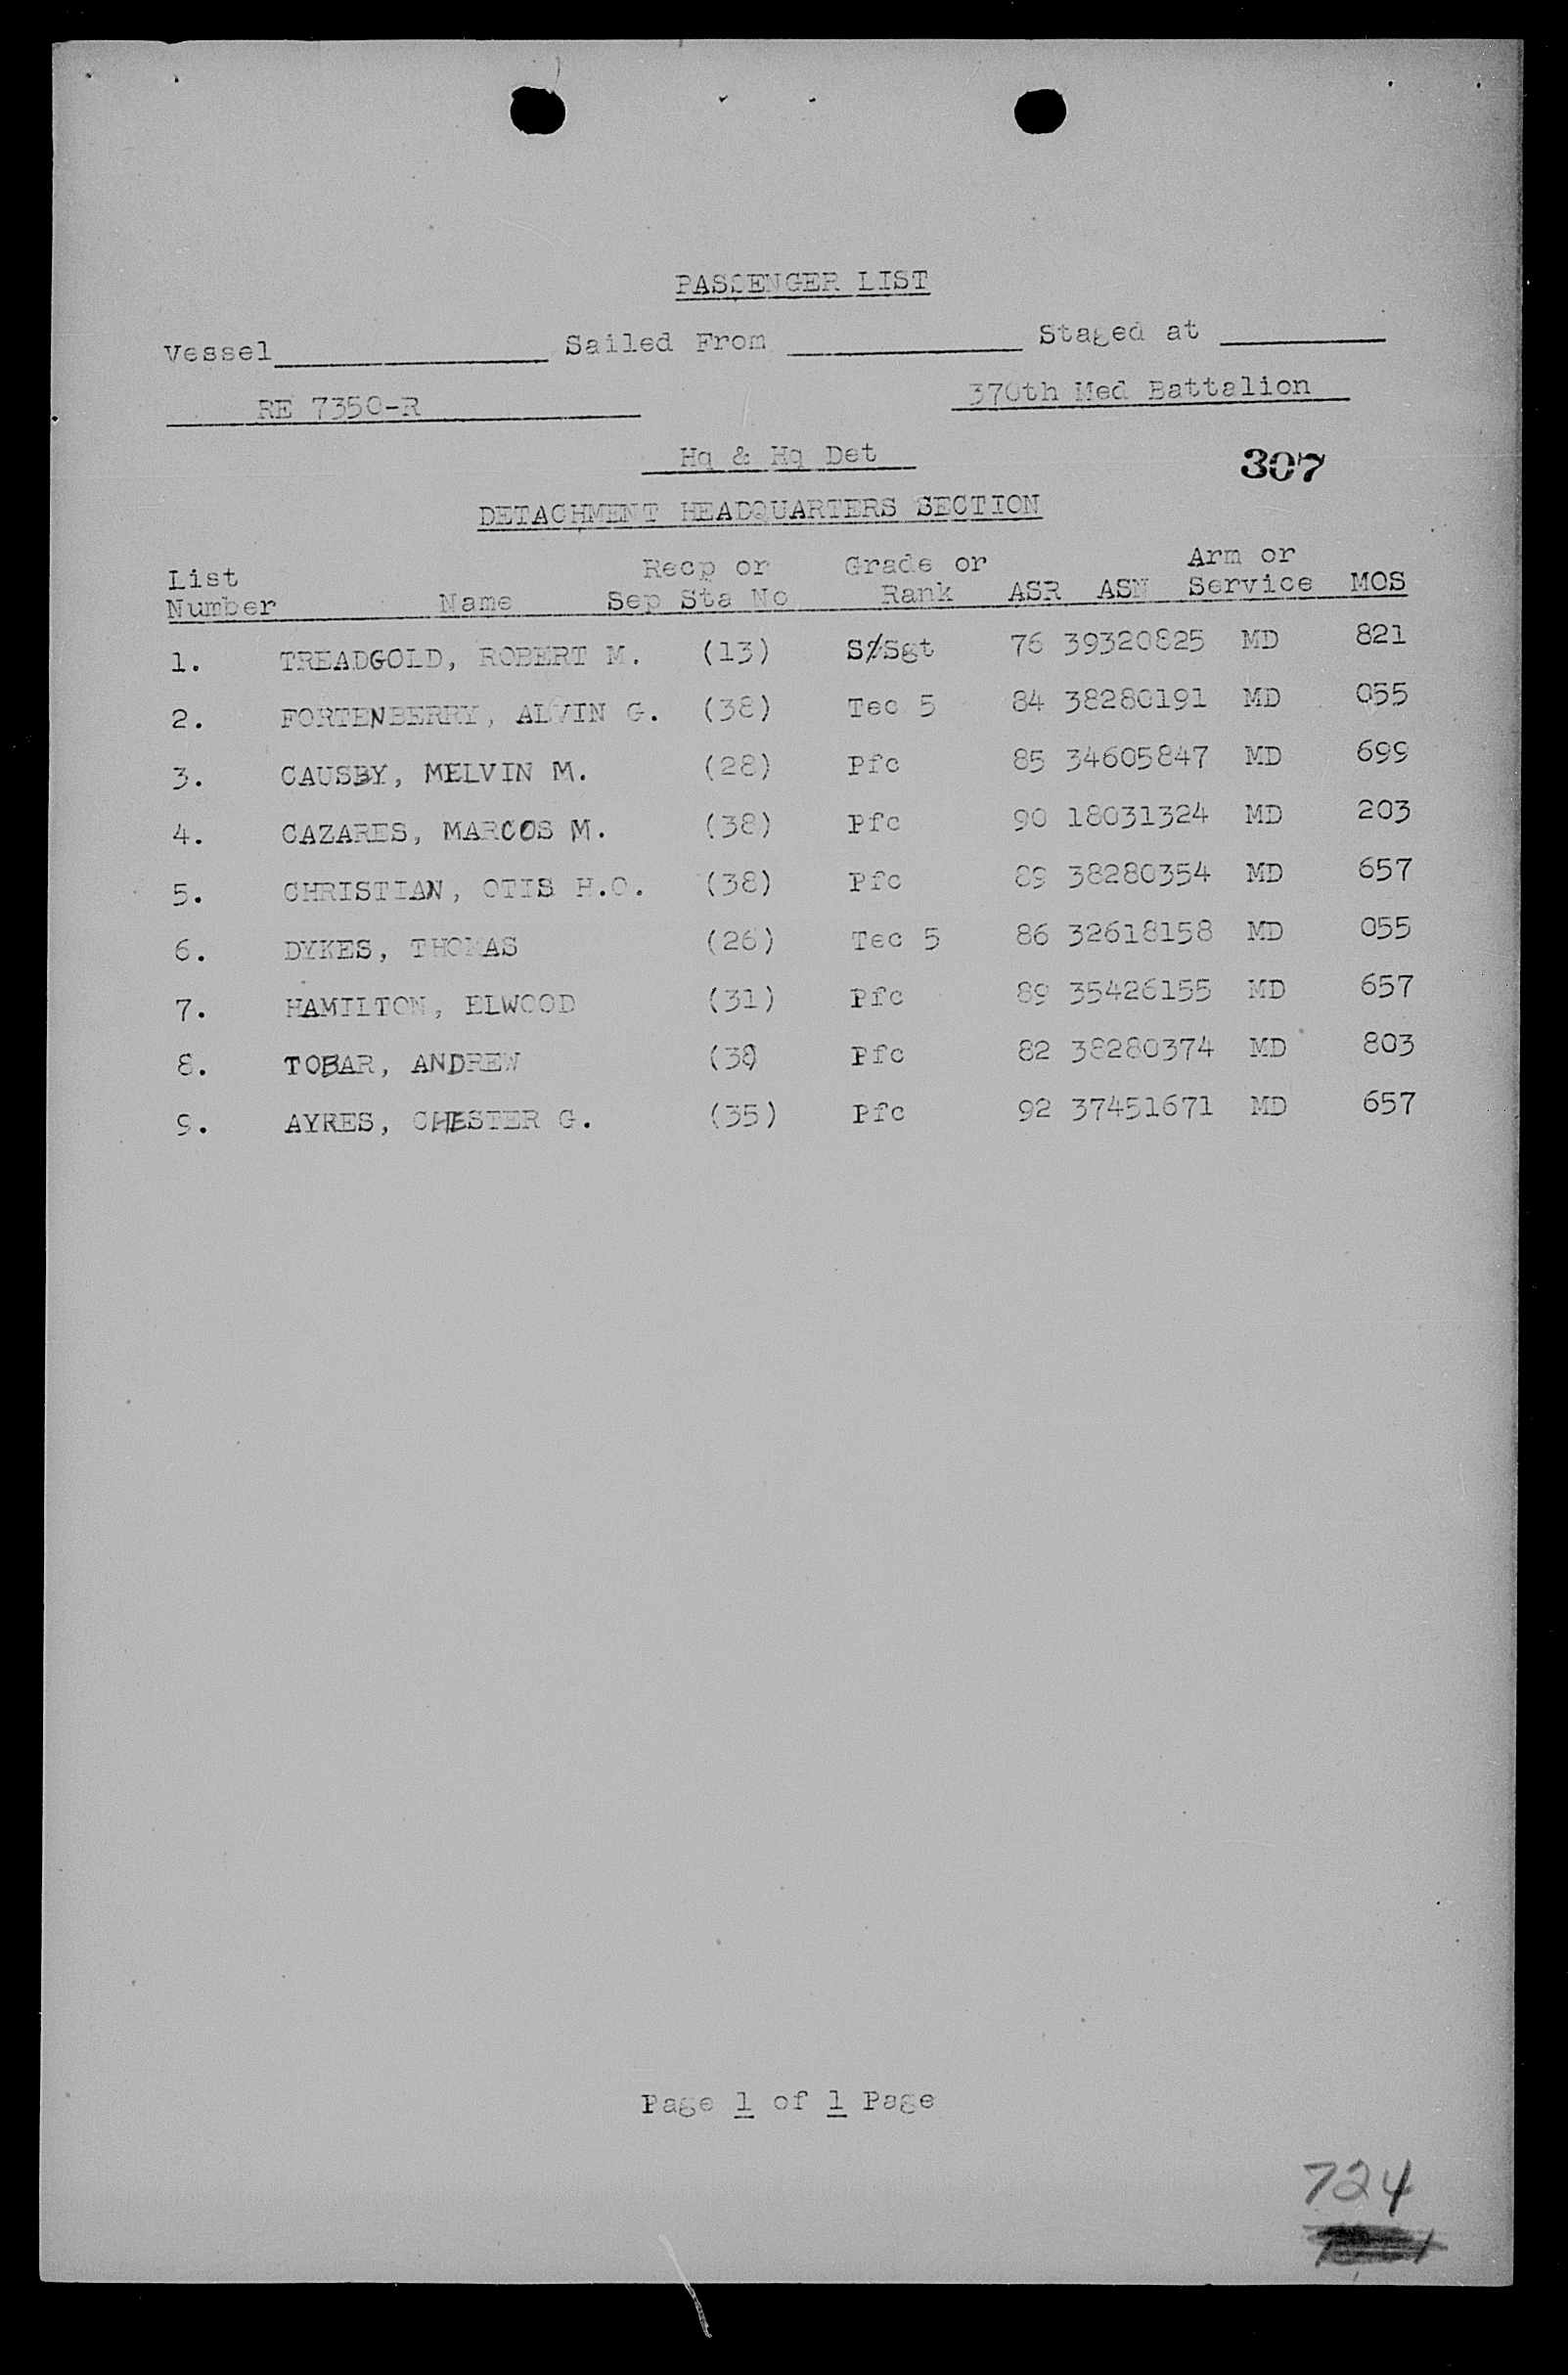 PASSENGER LIST
Vessel Sailed From Staged at
RE 7350-R 370th Med Battalion
Hq & Hq Det 307
DETACHMENT HEADQUARTERS SECTION
List Recp or Grade or Arm or
Number Name Sep Sta No Rank ASR ASN Service MOS
1. TREADGOLD, ROBERT M. (13) S/Sgt 76 39320825 MD 821
2. FORTENBERRY, ALVIN G. (38) Tec 5 84 38280191 MD 055
3. CAUSBY, MELVIN M. (28) Pfc 85 34605847 MD 699
4. CAZARES, MARCOS M. (38) Pfc 90 18031324 MD 203
5. CHRISTIAN, OTIS H.O. (38) Pfc 89 38280354 MD 657
6. DYKES, THOMAS (26) Tec 5 86 32618158 MD 055
7. HAMILTON, ELWOOD (31) Pfc 89 35426155 MD 657
8. TOBAR, ANDREW (38) Pfc 82 38280374 MD 803
9. AYRES, CHESTER G. (35) Pfc 92 37451671 MD 657
Page 1 of 1 Page
724